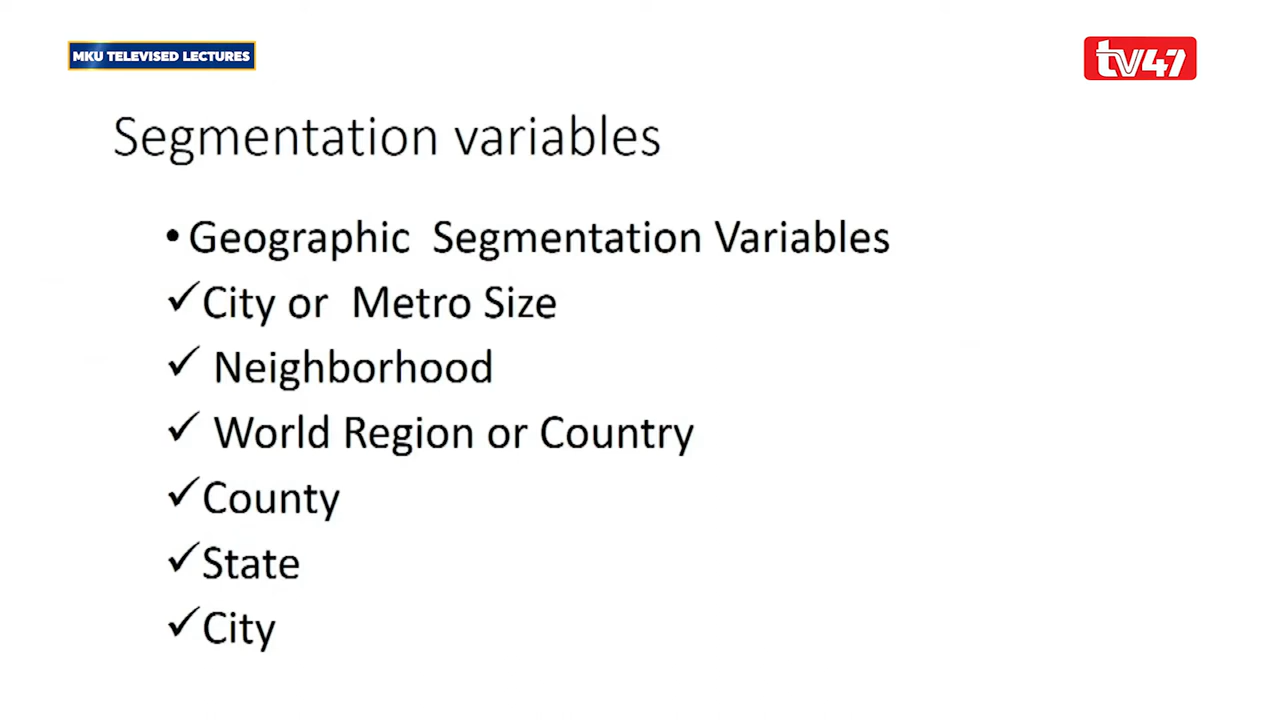 MKU TELEVISED LECTURES
tv47
Segmentation variables
• Geographic  Segmentation Variables
✓ City or  Metro Size
✓ Neighborhood
✓ World Region or Country
✓ County
✓ State
✓ City